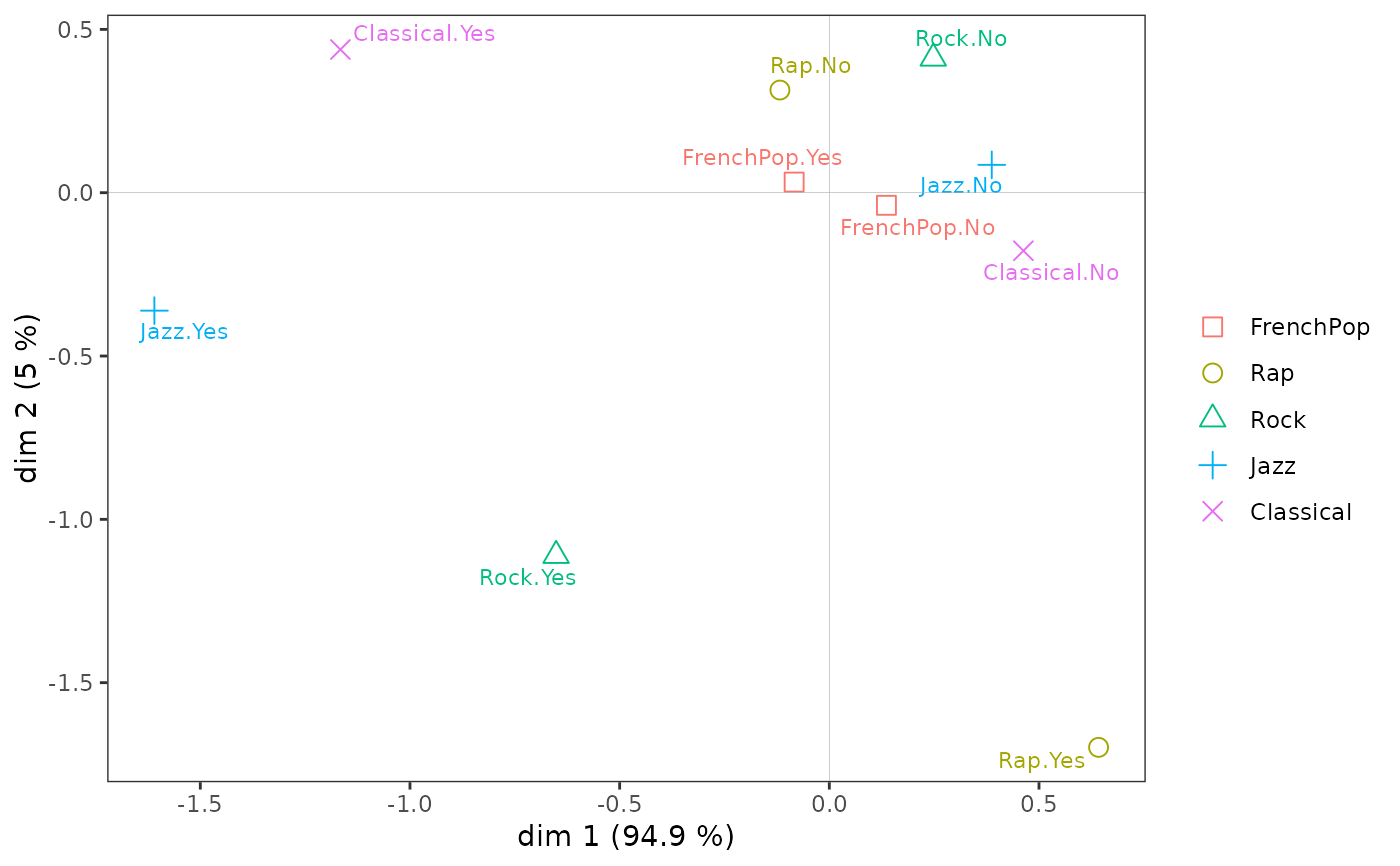 0.5
0.0
-0.5
-1.0
-1.5
dim 2 (5 %)
Classical.Yes
Rock.No
Rap.No
FrenchPop.Yes
Jazz.No
FrenchPop.No
Classical.No
Jazz.Yes
Rock.Yes
Rap.Yes
-1.5 -1.0 -0.5 0.0 0.5
dim 1 (94.9 %)
FrenchPop
Rap
Rock
Jazz
Classical